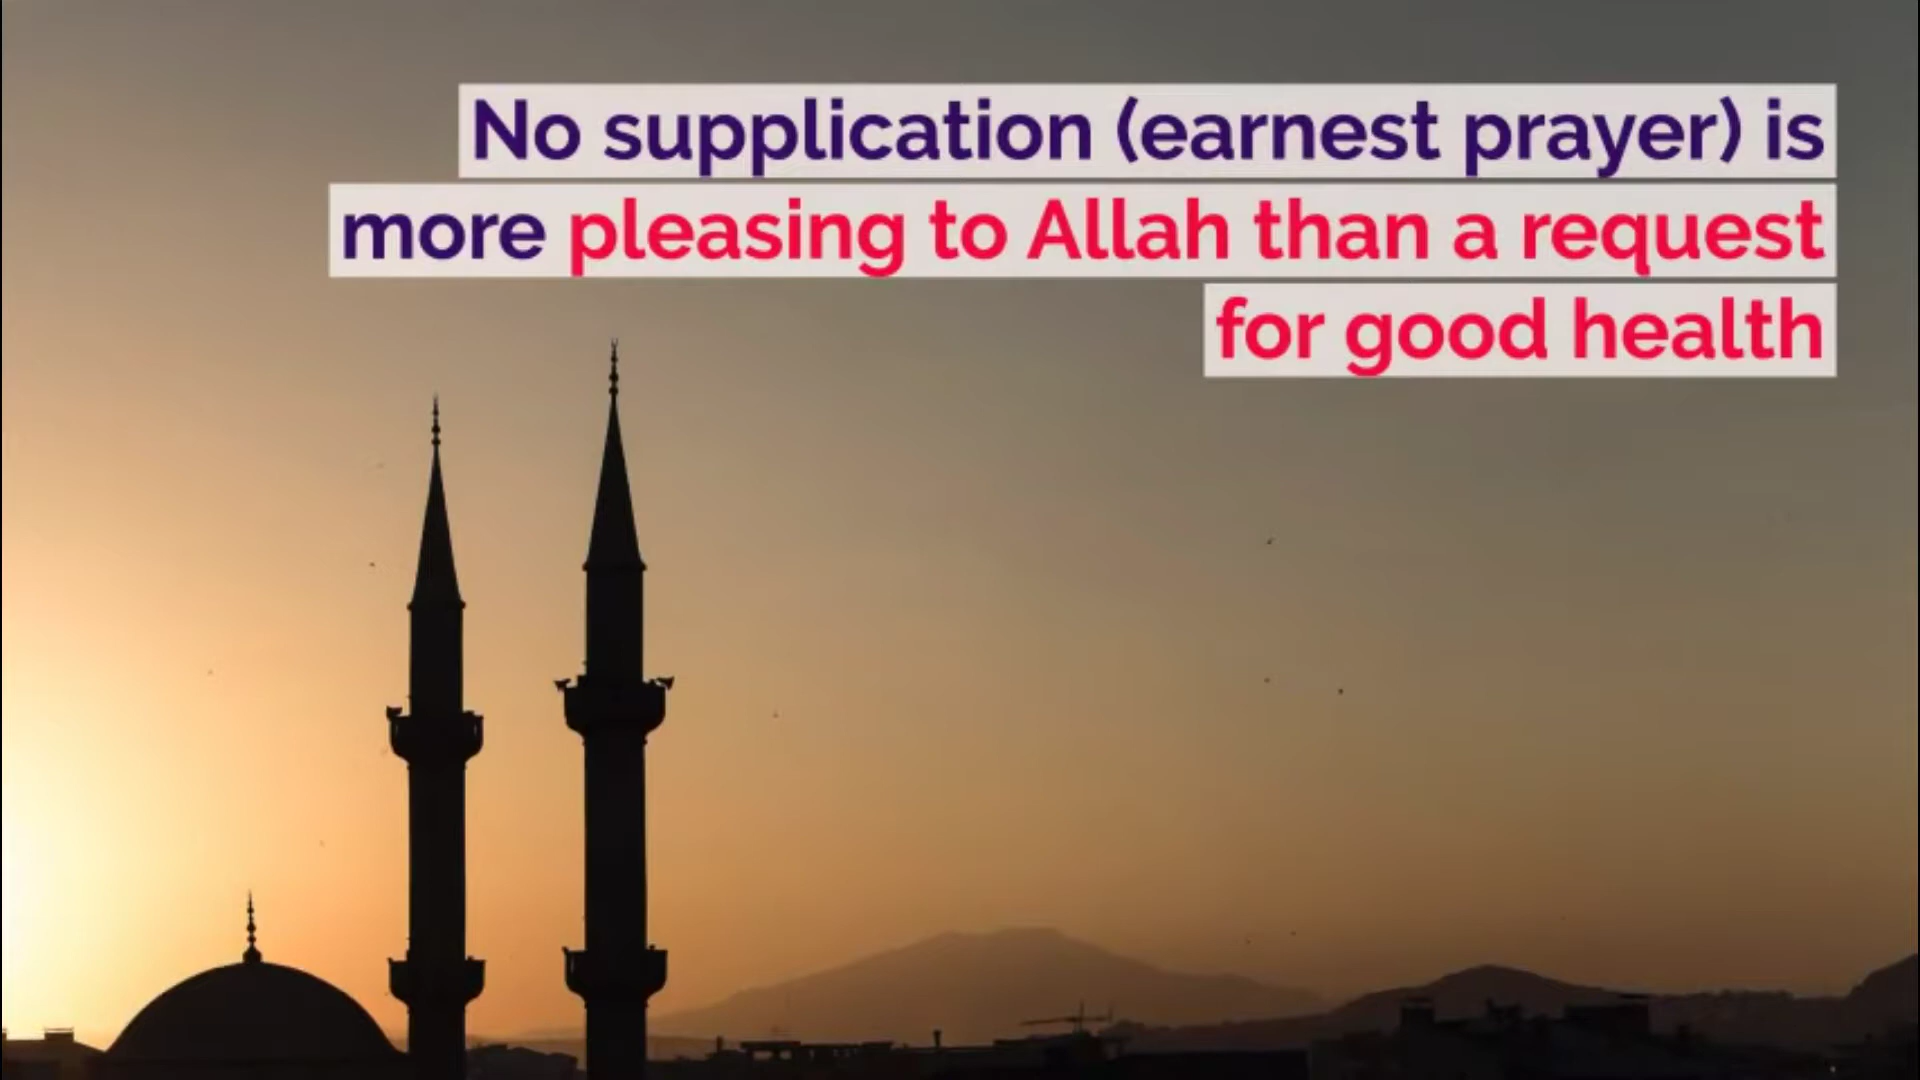 No supplication (earnest prayer) is
more pleasing to Allah than a request
for good health